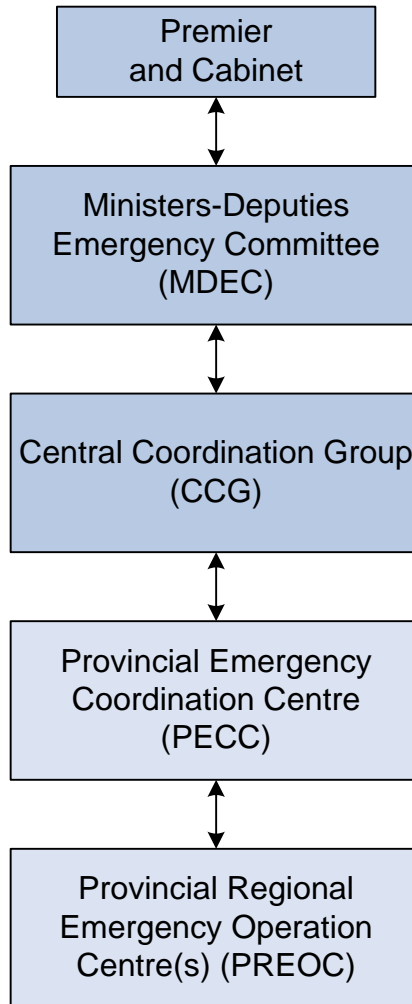 Premier
and Cabinet
Ministers-Deputies
Emergency Committee
(MDEC)
Central Coordination Group
(CCG)
Provincial Emergency
Coordination Centre
(PECC)
Provincial Regional
Emergency Operation
Centre(s) (PREOC)